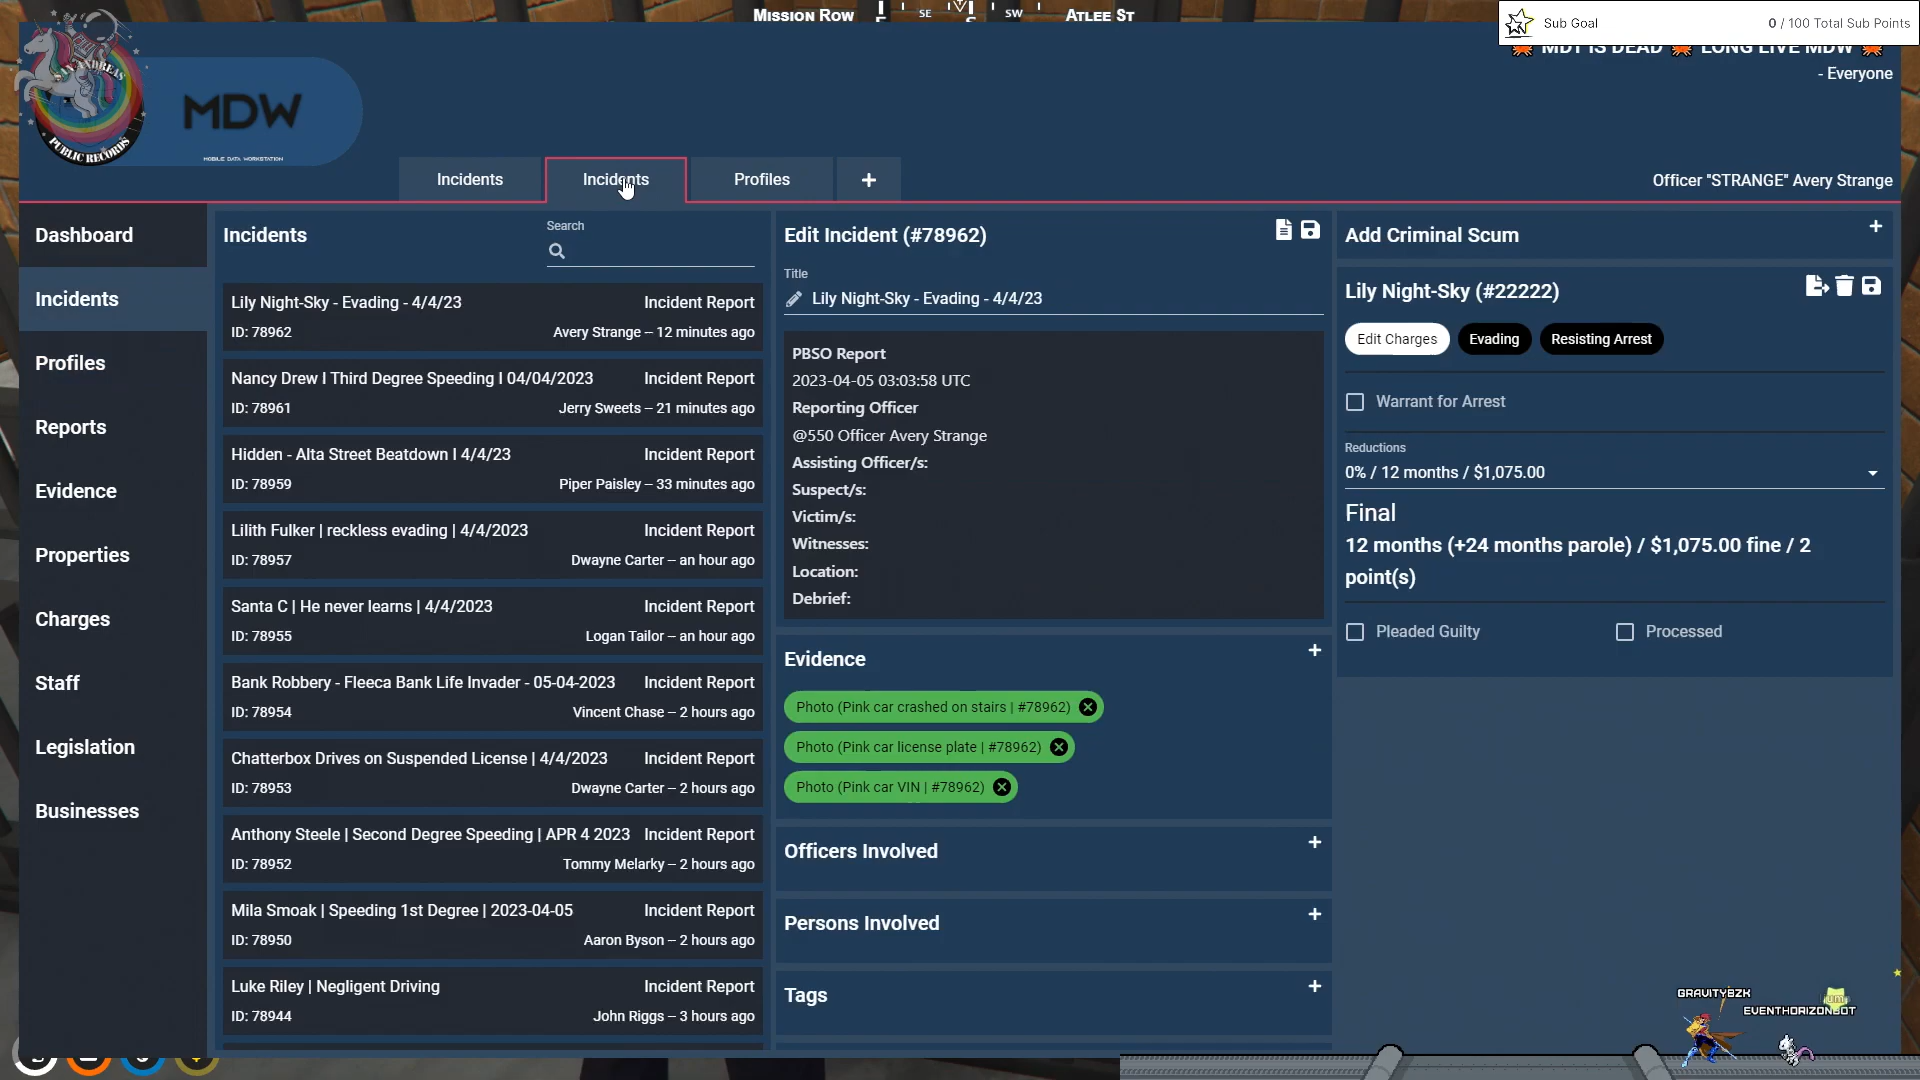 Mission Row
SE
SW
Atlee St
Sub Goal
0 / 100 Total Sub Points
MDT IS DEAD
LONG LIVE MDW
- Everyone
SAN ANDREAS
PUBLIC RECORDS
MDW
MOBILE DATA WORKSTATION
Incidents
Incidents
Profiles
+
Officer "STRANGE" Avery Strange
Dashboard
Incidents
Profiles
Reports
Evidence
Properties
Charges
Staff
Legislation
Businesses
Incidents
Search
Lily Night-Sky - Evading - 4/4/23 Incident Report
ID: 78962 Avery Strange – 12 minutes ago
Nancy Drew I Third Degree Speeding I 04/04/2023 Incident Report
ID: 78961 Jerry Sweets – 21 minutes ago
Hidden - Alta Street Beatdown I 4/4/23 Incident Report
ID: 78959 Piper Paisley – 33 minutes ago
Lilith Fulker | reckless evading | 4/4/2023 Incident Report
ID: 78957 Dwayne Carter – an hour ago
Santa C | He never learns | 4/4/2023 Incident Report
ID: 78955 Logan Tailor – an hour ago
Bank Robbery - Fleeca Bank Life Invader - 05-04-2023 Incident Report
ID: 78954 Vincent Chase – 2 hours ago
Chatterbox Drives on Suspended License | 4/4/2023 Incident Report
ID: 78953 Dwayne Carter – 2 hours ago
Anthony Steele | Second Degree Speeding | APR 4 2023 Incident Report
ID: 78952 Tommy Melarky – 2 hours ago
Mila Smoak | Speeding 1st Degree | 2023-04-05 Incident Report
ID: 78950 Aaron Byson – 2 hours ago
Luke Riley | Negligent Driving Incident Report
ID: 78944 John Riggs – 3 hours ago
Edit Incident (#78962)
Title
Lily Night-Sky - Evading - 4/4/23
PBSO Report
2023-04-05 03:03:58 UTC
Reporting Officer
@550 Officer Avery Strange
Assisting Officer/s:
Suspect/s:
Victim/s:
Witnesses:
Location:
Debrief:
Evidence
Photo (Pink car crashed on stairs | #78962)
Photo (Pink car license plate | #78962)
Photo (Pink car VIN | #78962)
Officers Involved
Persons Involved
Tags
Add Criminal Scum
Lily Night-Sky (#22222)
Edit Charges
Evading
Resisting Arrest
Warrant for Arrest
Reductions
0% / 12 months / $1,075.00
Final
12 months (+24 months parole) / $1,075.00 fine / 2
point(s)
Pleaded Guilty
Processed
GRAVITYBZK
EVENTHORIZONBOT